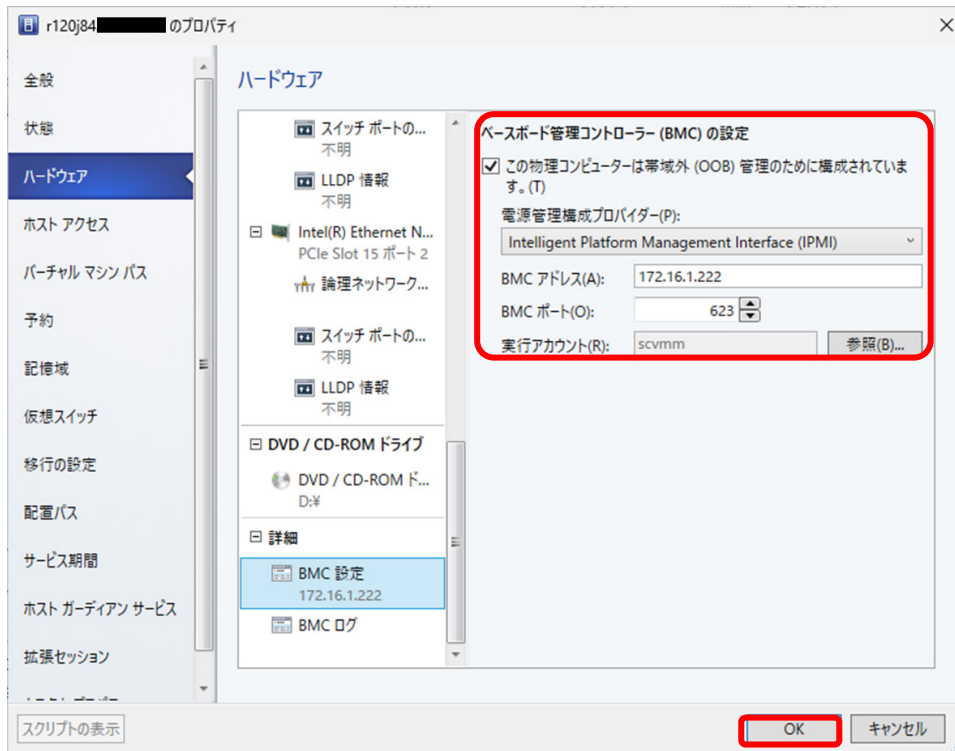 r120j84 のプロパティ
全般
状態
ハードウェア
ホスト アクセス
バーチャル マシン パス
予約
記憶域
仮想スイッチ
移行の設定
配置パス
サービス期間
ホスト ガーディアン サービス
拡張セッション
ハードウェア
スイッチ ポートの...
不明
LLDP 情報
不明
Intel(R) Ethernet N...
PCIe Slot 15 ポート 2
論理ネットワーク...
スイッチ ポートの...
不明
LLDP 情報
不明
DVD / CD-ROM ドライブ
DVD / CD-ROM ド...
D:¥
詳細
BMC 設定
172.16.1.222
BMC ログ
ベースボード管理コントローラー (BMC) の設定
この物理コンピューターは帯域外 (OOB) 管理のために構成されていま
す。(T)
電源管理構成プロバイダー(P):
Intelligent Platform Management Interface (IPMI)
BMC アドレス(A): 172.16.1.222
BMC ポート(O): 623
実行アカウント(R): scvmm 参照(B)...
スクリプトの表示 OK キャンセル